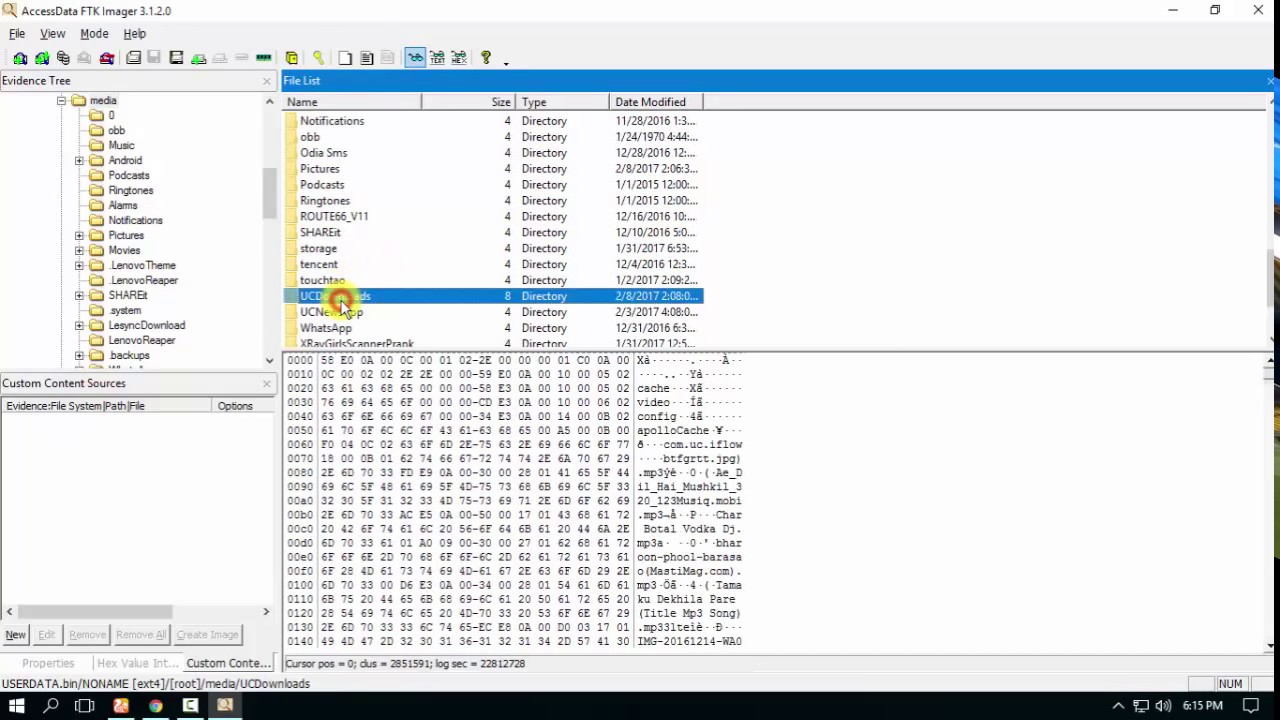 AccessData FTK Imager 3.1.2.0
File View Mode Help
Evidence Tree
media
0
obb
Music
Android
Podcasts
Ringtones
Alarms
Notifications
Pictures
Movies
.LenovoTheme
.LenovoReaper
SHAREit
.system
LesyncDownload
LenovoReaper
.backups
Custom Content Sources
Evidence:File System|Path|File Options
New Edit Remove Remove All Create Image
Properties Hex Value Int... Custom Conte...
File List
Name Size Type Date Modified
Notifications 4 Directory 11/28/2016 1:3...
obb 4 Directory 1/24/1970 4:44:...
Odia Sms 4 Directory 12/28/2016 12:...
Pictures 4 Directory 2/8/2017 2:06:3...
Podcasts 4 Directory 1/1/2015 12:00:...
Ringtones 4 Directory 1/1/2015 12:00:...
ROUTE66_V11 4 Directory 12/16/2016 10:...
SHAREit 4 Directory 12/10/2016 5:0...
storage 4 Directory 1/31/2017 6:53:...
tencent 4 Directory 12/4/2016 12:3...
touchtao 4 Directory 1/2/2017 2:09:2...
UCDownloads 8 Directory 2/8/2017 2:08:0...
UCNewsApp 4 Directory 2/3/2017 4:08:0...
WhatsApp 4 Directory 12/31/2016 6:3...
XRayGirlsScannerPrank 4 Directory 1/31/2017 12:5...
0000 58 E0 0A 00 0C 00 01 02-2E 00 00 00 01 C0 0A 00 Xà·······.····À··
0010 0C 00 02 02 2E 2E 00 00-59 E0 0A 00 10 00 05 02 ····..··Yà······
0020 63 61 63 68 65 00 00 00-58 E3 0A 00 10 00 05 02 cache···Xã······
0030 76 69 64 65 6F 00 00 00-CD E3 0A 00 10 00 06 02 video···Íã······
0040 63 6F 6E 66 69 67 00 00-34 E3 0A 00 14 00 0B 02 config··4ã······
0050 61 70 6F 6C 6C 6F 43 61-63 68 65 00 A5 00 0B 00 apolloCache·¥···
0060 F0 04 0C 02 63 6F 6D 2E-75 63 2E 69 66 6C 6F 77 ð···com.uc.iflow
0070 18 00 0B 01 62 74 66 67-72 74 74 2E 6A 70 67 29 ····btfgrtt.jpg)
0080 2E 6D 70 33 FD E9 0A 00-30 00 28 01 41 65 5F 44 .mp3ýé··0·(·Ae_D
0090 69 6C 5F 48 61 69 5F 4D-75 73 68 6B 69 6C 5F 33 il_Hai_Mushkil_3
00a0 32 30 5F 31 32 33 4D 75-73 69 71 2E 6D 6F 62 69 20_123Musiq.mobi
00b0 2E 6D 70 33 AC E5 0A 00-50 00 17 01 43 68 61 72 .mp3¬å··P···Char
00c0 20 42 6F 74 61 6C 20 56-6F 64 6B 61 20 44 6A 2E Botal Vodka Dj.
00d0 6D 70 33 61 01 A0 09 00-30 00 27 01 62 68 61 72 mp3a· ··0·'·bhar
00e0 6F 6F 6E 2D 70 68 6F 6F-6C 2D 62 61 72 61 73 61 oon-phool-barasa
00f0 6F 28 4D 61 73 74 69 4D-61 67 2E 63 6F 6D 29 2E o(MastiMag.com).
0100 6D 70 33 00 D6 E3 0A 00-34 00 28 01 54 61 6D 61 mp3·Öã··4·(·Tama
0110 6B 75 20 44 65 6B 68 69-6C 61 20 50 61 72 65 20 ku Dekhila Pare
0120 28 54 69 74 6C 65 20 4D-70 33 20 53 6F 6E 67 29 (Title Mp3 Song)
0130 2E 6D 70 33 33 6C 74 65-EC E8 0A 00 D0 03 17 01 .mp33lteìè··Ð···
0140 49 4D 47 2D 32 30 31 36-31 32 31 34 2D 57 41 30 IMG-20161214-WA0
Cursor pos = 0; clus = 2851591; log sec = 22812728
USERDATA.bin/NONAME [ext4]/[root]/media/UCDownloads NUM
6:15 PM